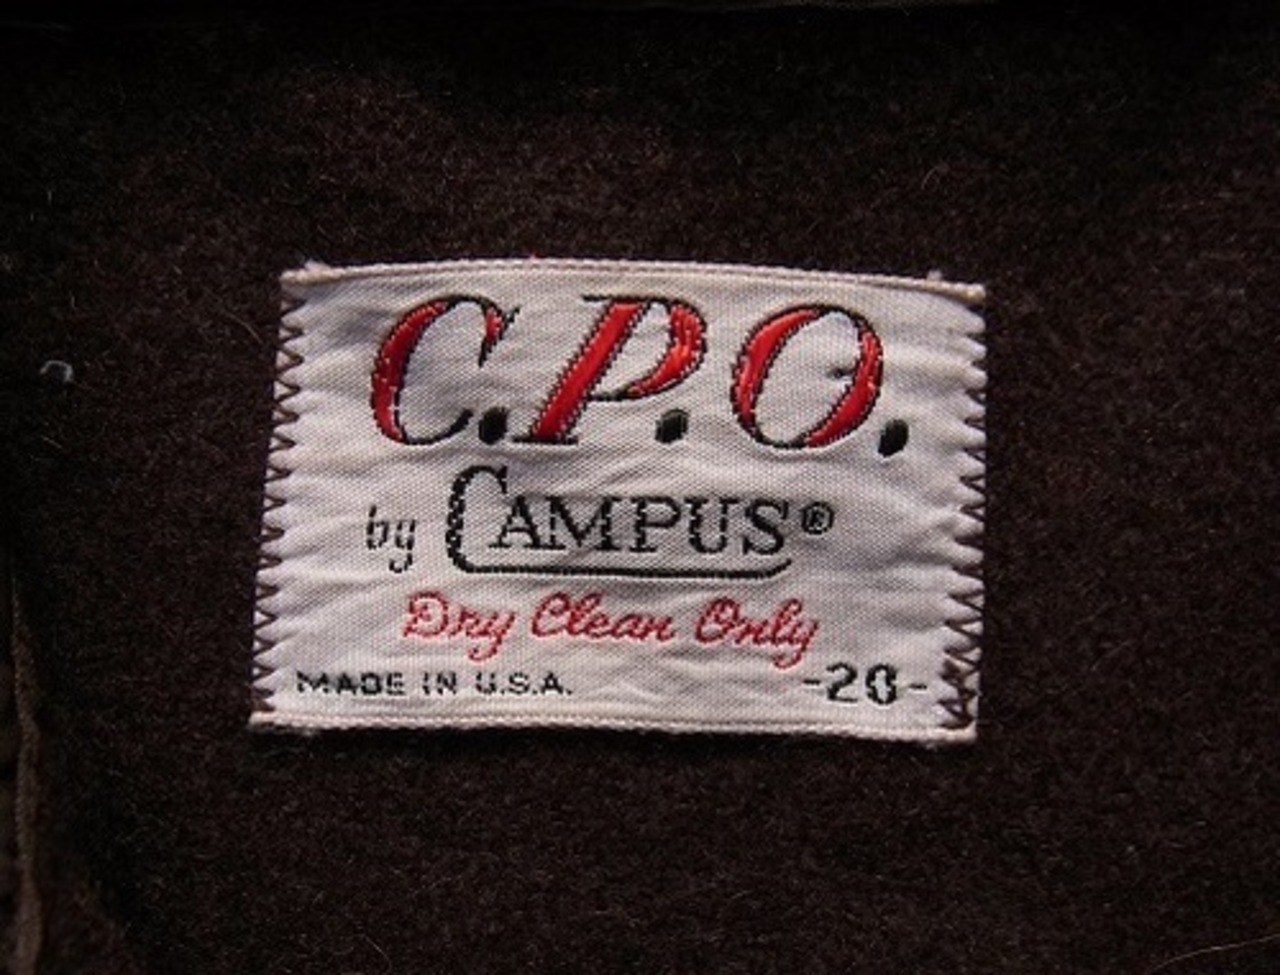 C.P.O.
by CAMPUS®
Dry Clean Only
MADE IN U.S.A. -20-